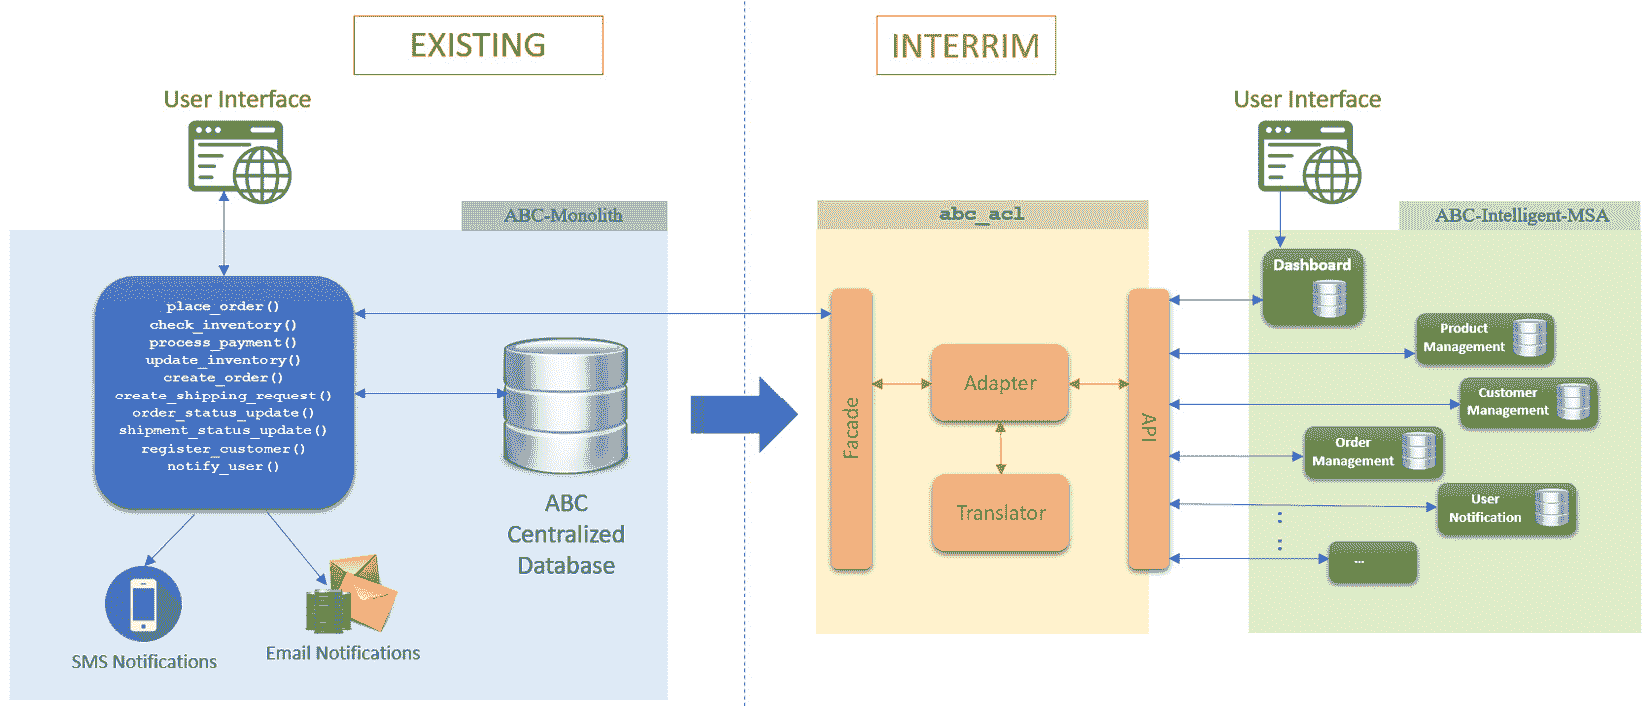 EXISTING
INTERRIM
User Interface
User Interface
ABC-Monolith
abc_acl
ABC-Intelligent-MSA
place_order()
check_inventory()
process_payment()
update_inventory()
create_order()
create_shipping_request()
order_status_update()
shipment_status_update()
register_customer()
notify_user()
ABC
Centralized
Database
SMS Notifications
Email Notifications
Facade
Adapter
Translator
API
Dashboard
Product
Management
Customer
Management
Order
Management
User
Notification
...